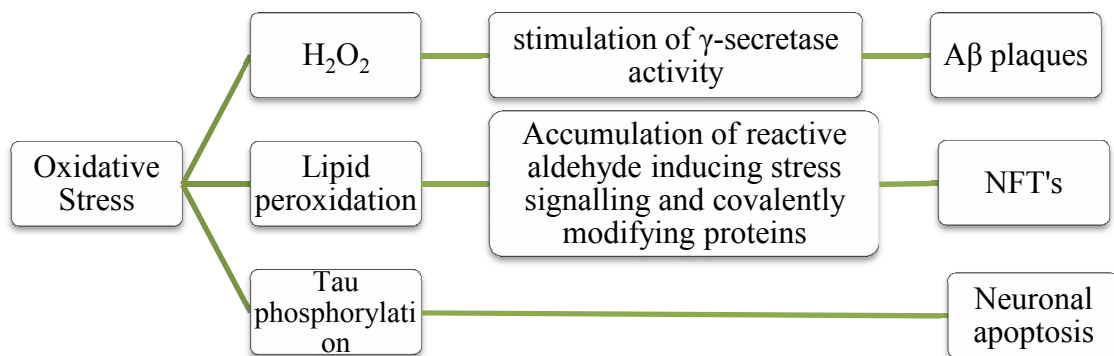 Oxidative
Stress
H₂O₂
stimulation of γ-secretase
activity
Aβ plaques
Lipid
peroxidation
Accumulation of reactive
aldehyde inducing stress
signalling and covalently
modifying proteins
NFT's
Tau
phosphorylati
on
Neuronal
apoptosis